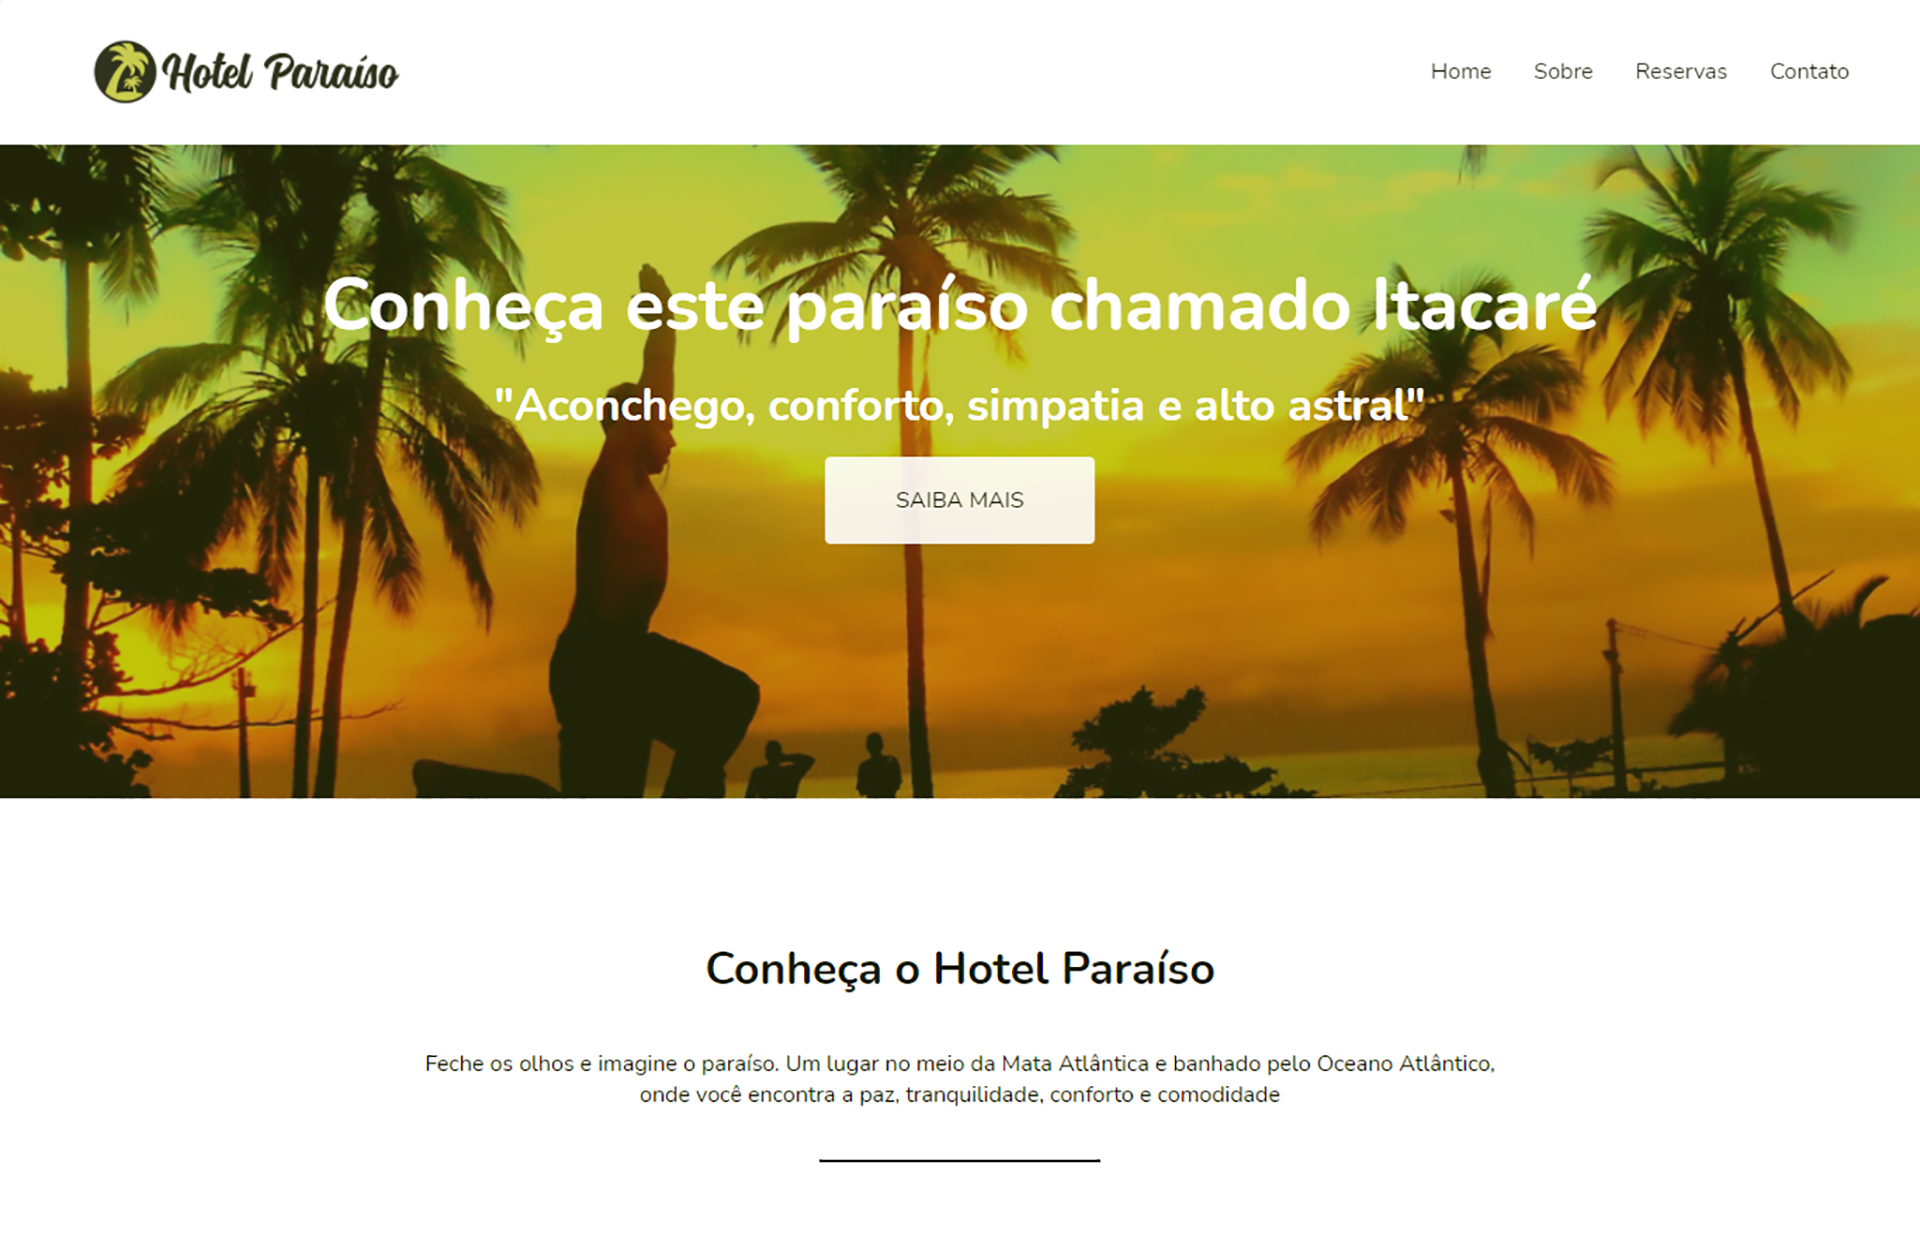 Hotel Paraíso
Home Sobre Reservas Contato
Conheça este paraíso chamado Itacaré
"Aconchego, conforto, simpatia e alto astral"
SAIBA MAIS
Conheça o Hotel Paraíso
Feche os olhos e imagine o paraíso. Um lugar no meio da Mata Atlântica e banhado pelo Oceano Atlântico,
onde você encontra a paz, tranquilidade, conforto e comodidade